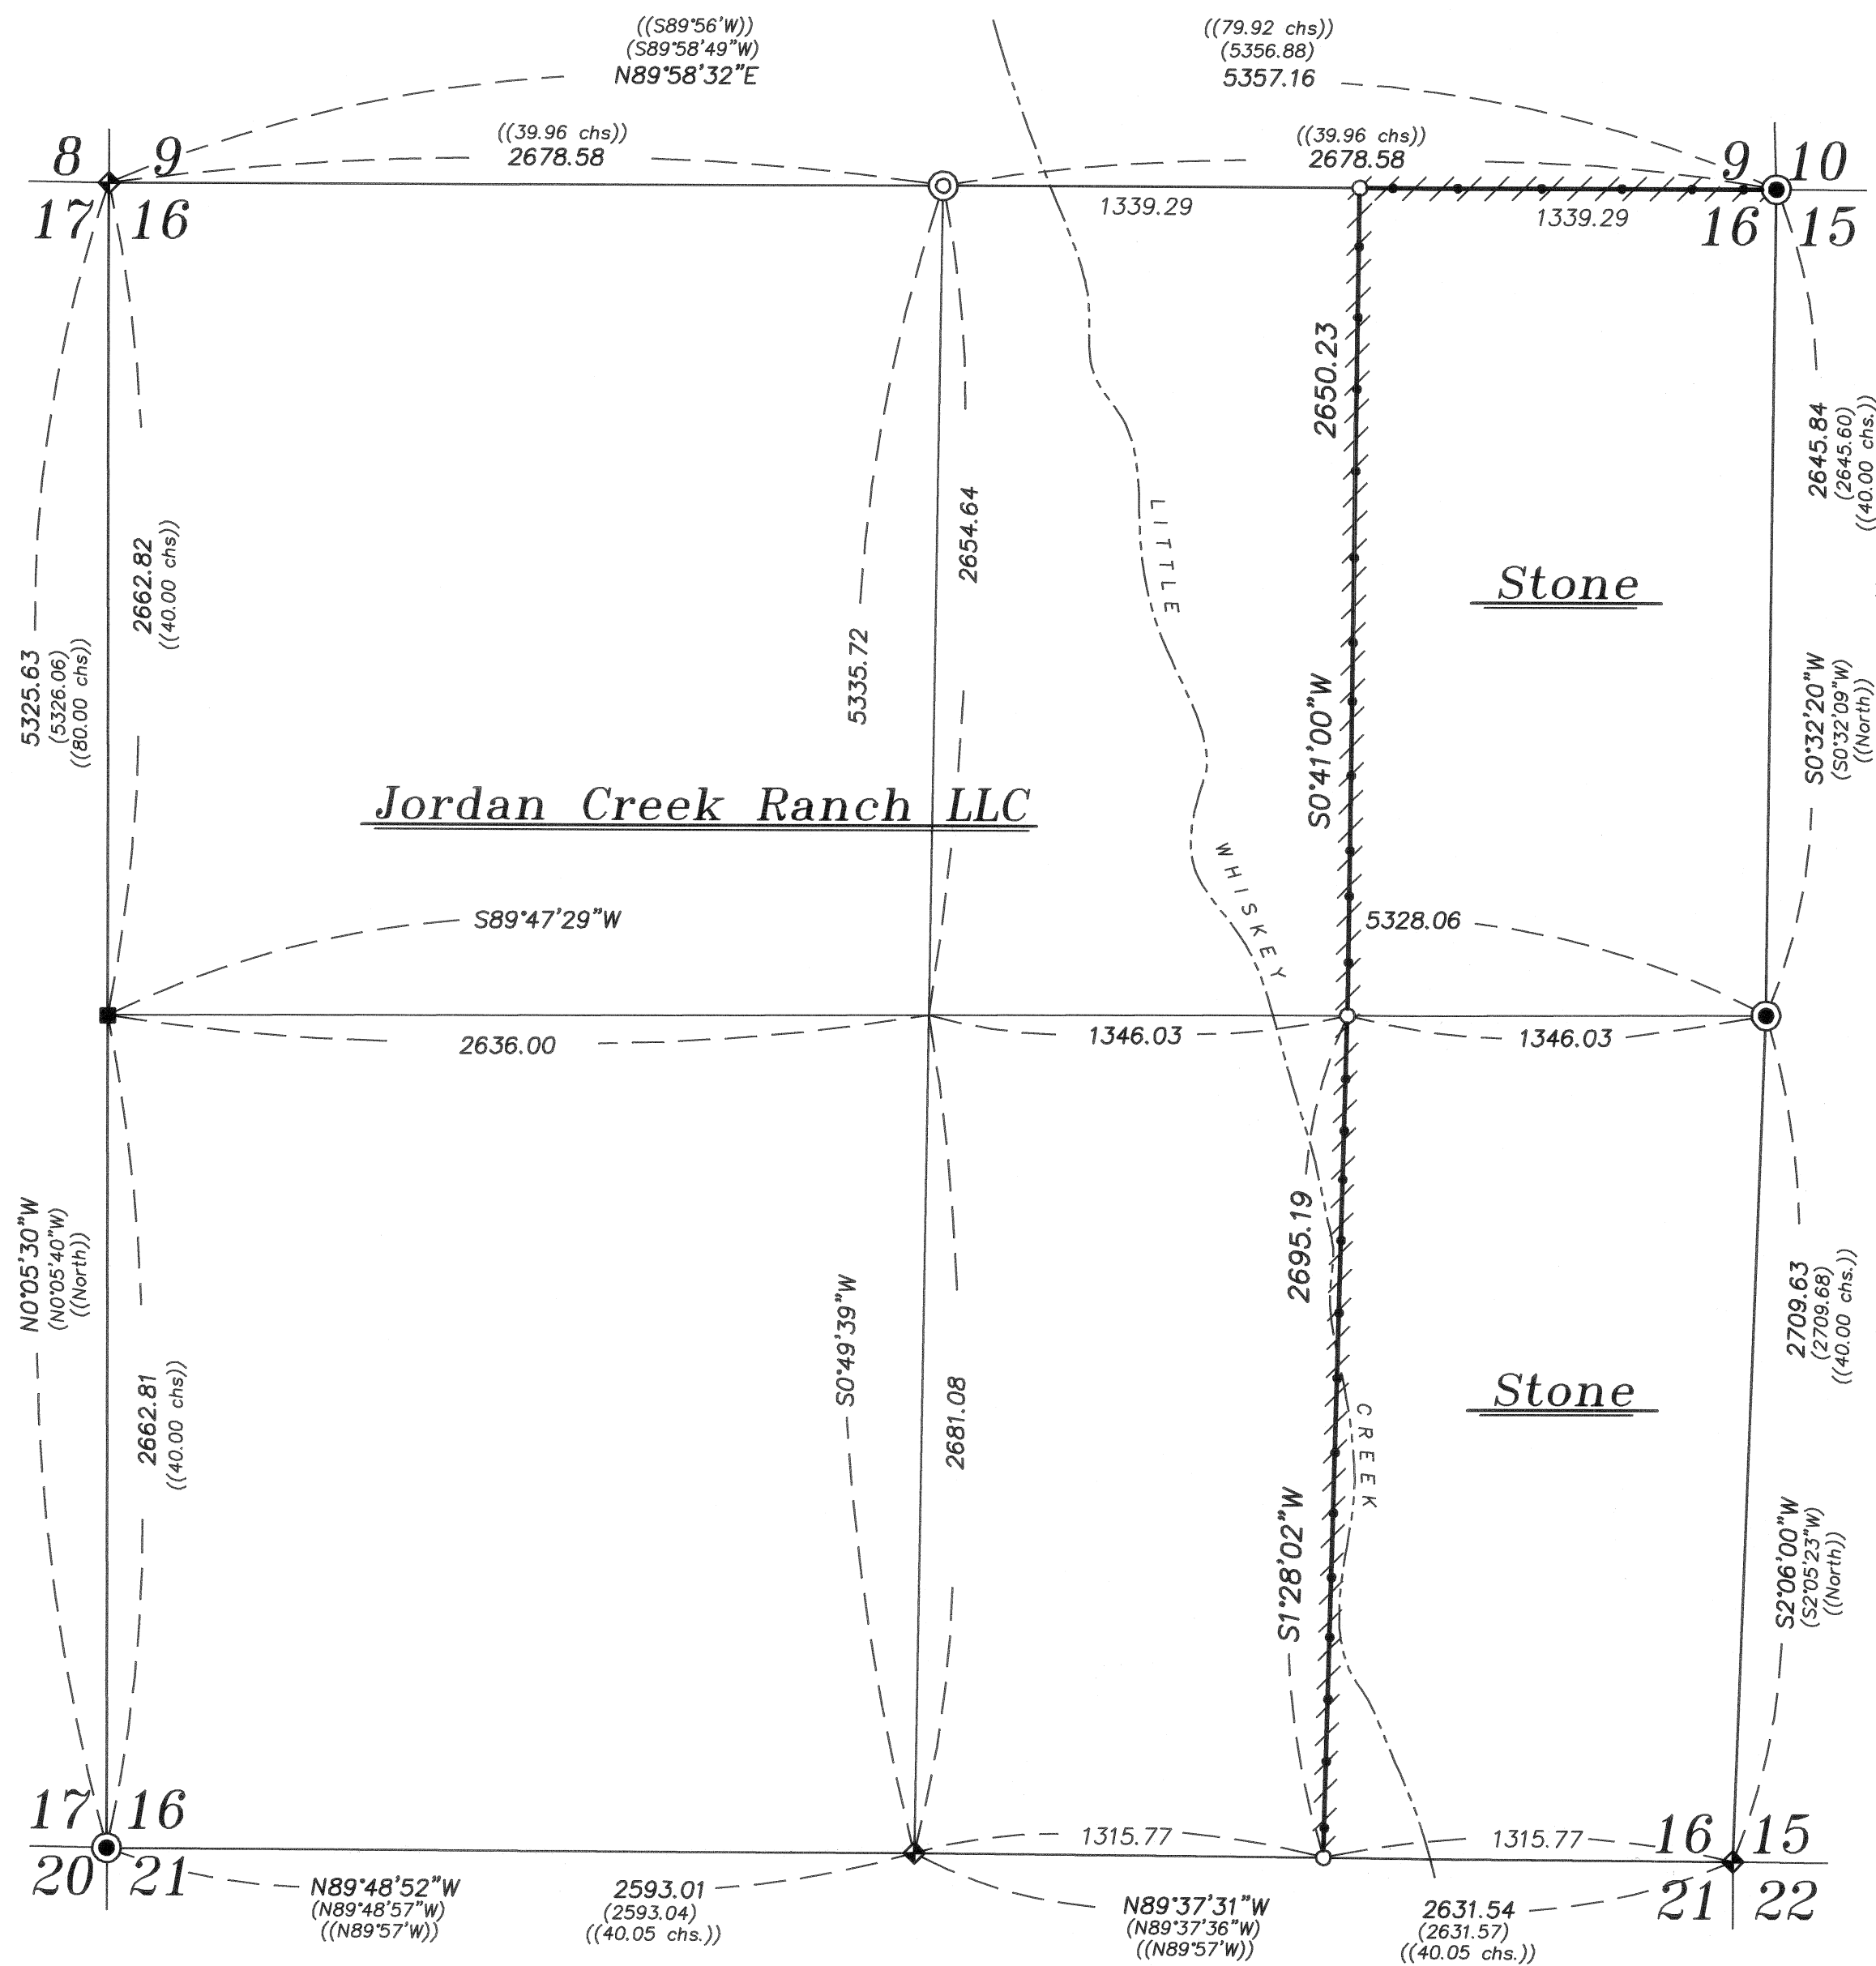 ((S89°56'W))
(S89°58'49"W)
N89°58'32"E
((79.92 chs))
(5356.88)
5357.16
((39.96 chs))
2678.58
((39.96 chs))
2678.58
8 9
17 16
9 10
16 15
1339.29
1339.29
2650.23
S0°41'00"W
2645.84
(2645.60)
((40.00 chs.))
S0°32'20"W
(S0°32'09"W)
((North))
2662.82
((40.00 chs))
5325.63
(5326.06)
((80.00 chs))
5335.72
2654.64
LITTLE
WHISKEY
CREEK
Stone
Jordan Creek Ranch LLC
S89°47'29"W
5328.06
2636.00
1346.03
1346.03
2695.19
S1°28'02"W
N0°05'30"W
(N0°05'40"W)
((North))
2662.81
((40.00 chs))
S0°49'39"W
2681.08
2709.63
(2709.68)
((40.00 chs.))
Stone
S2°06'00"W
(S2°05'23"W)
((North))
17 16
20 21
1315.77
1315.77
16 15
21 22
N89°48'52"W
(N89°48'57"W)
((N89°57'W))
2593.01
(2593.04)
((40.05 chs.))
N89°37'31"W
(N89°37'36"W)
((N89°57'W))
2631.54
(2631.57)
((40.05 chs.))